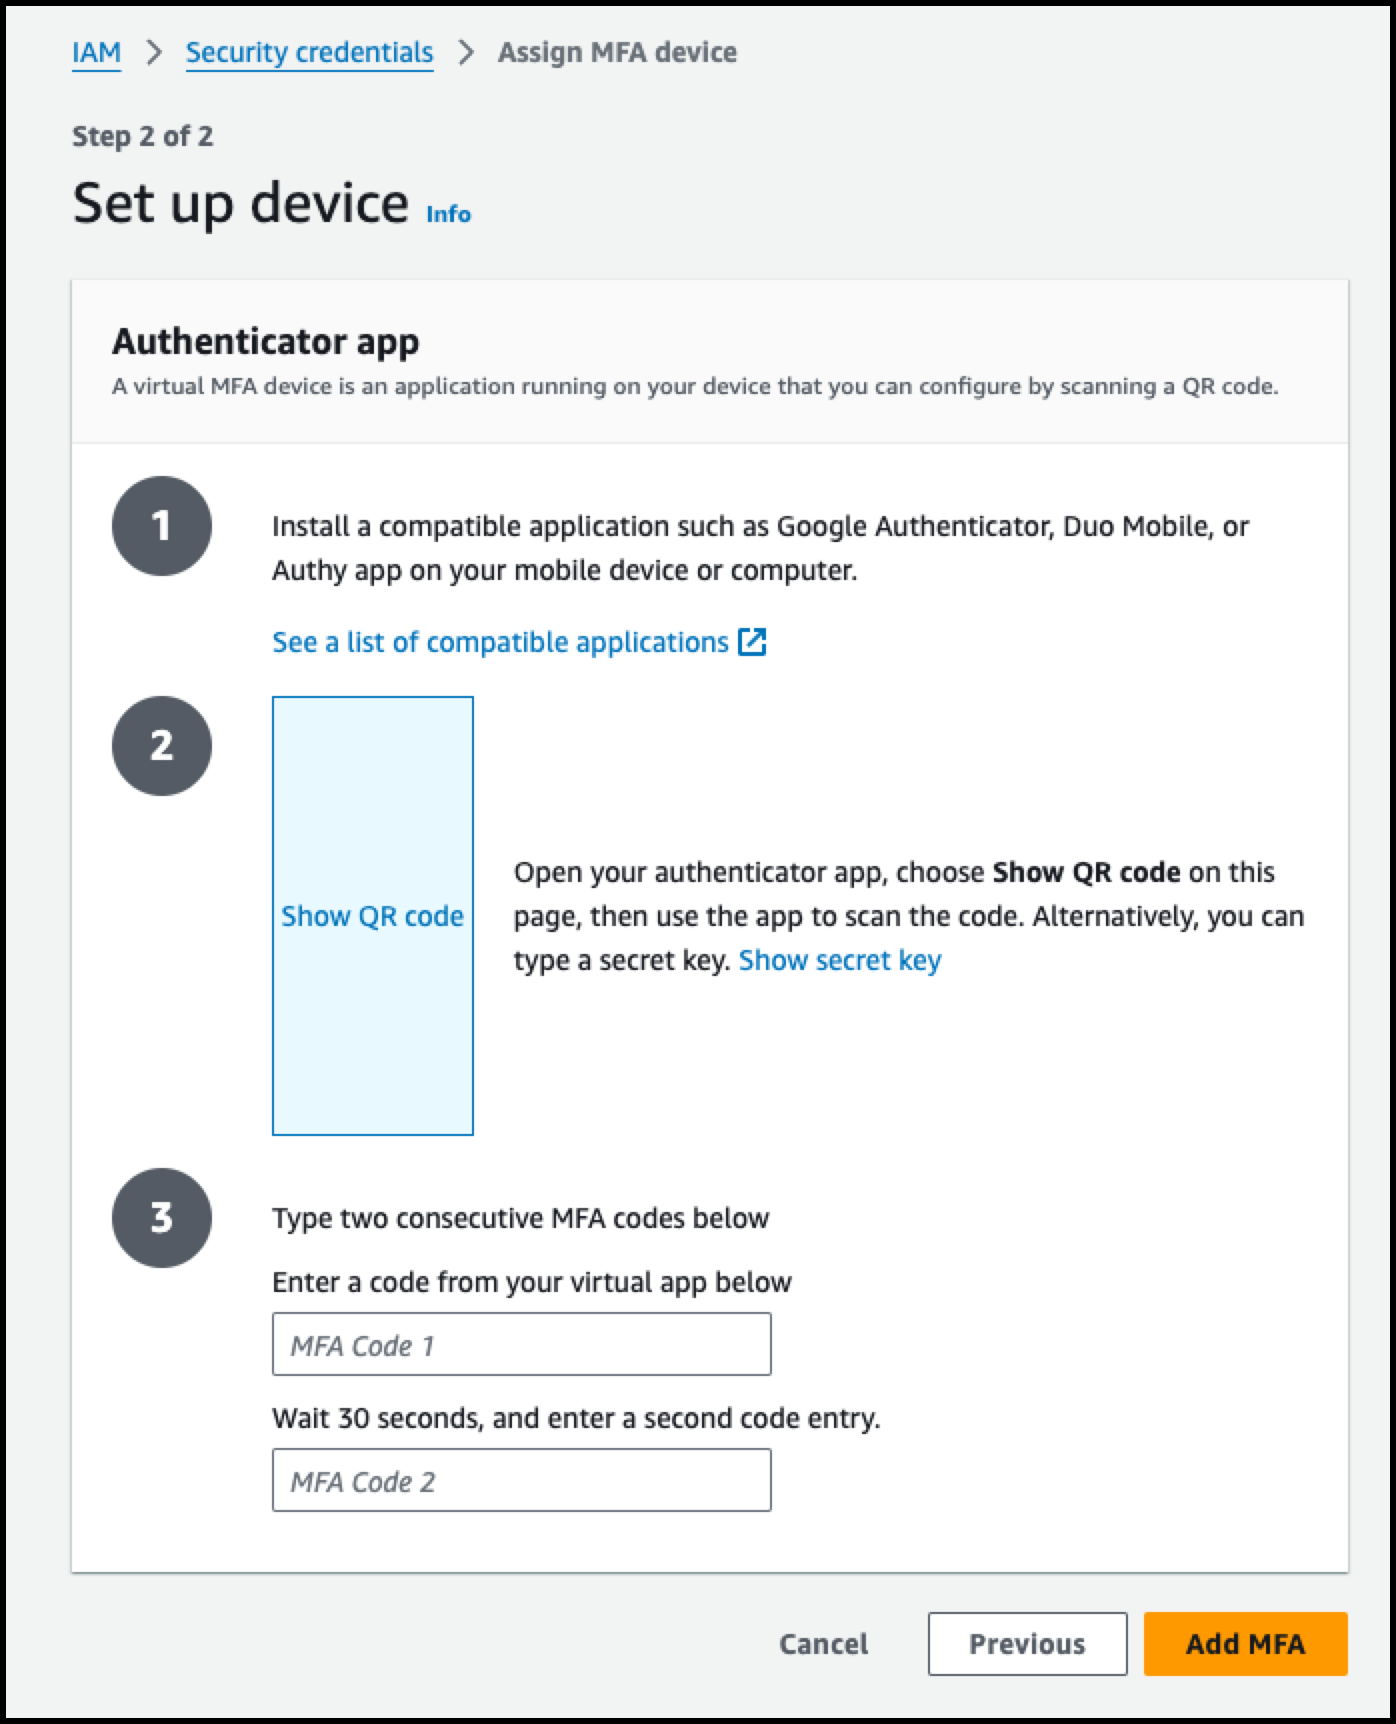 IAM > Security credentials > Assign MFA device
Step 2 of 2
Set up device Info
Authenticator app
A virtual MFA device is an application running on your device that you can configure by scanning a QR code.
1
Install a compatible application such as Google Authenticator, Duo Mobile, or
Authy app on your mobile device or computer.
See a list of compatible applications
2
Show QR code
Open your authenticator app, choose Show QR code on this
page, then use the app to scan the code. Alternatively, you can
type a secret key. Show secret key
3
Type two consecutive MFA codes below
Enter a code from your virtual app below
MFA Code 1
Wait 30 seconds, and enter a second code entry.
MFA Code 2
Cancel Previous Add MFA